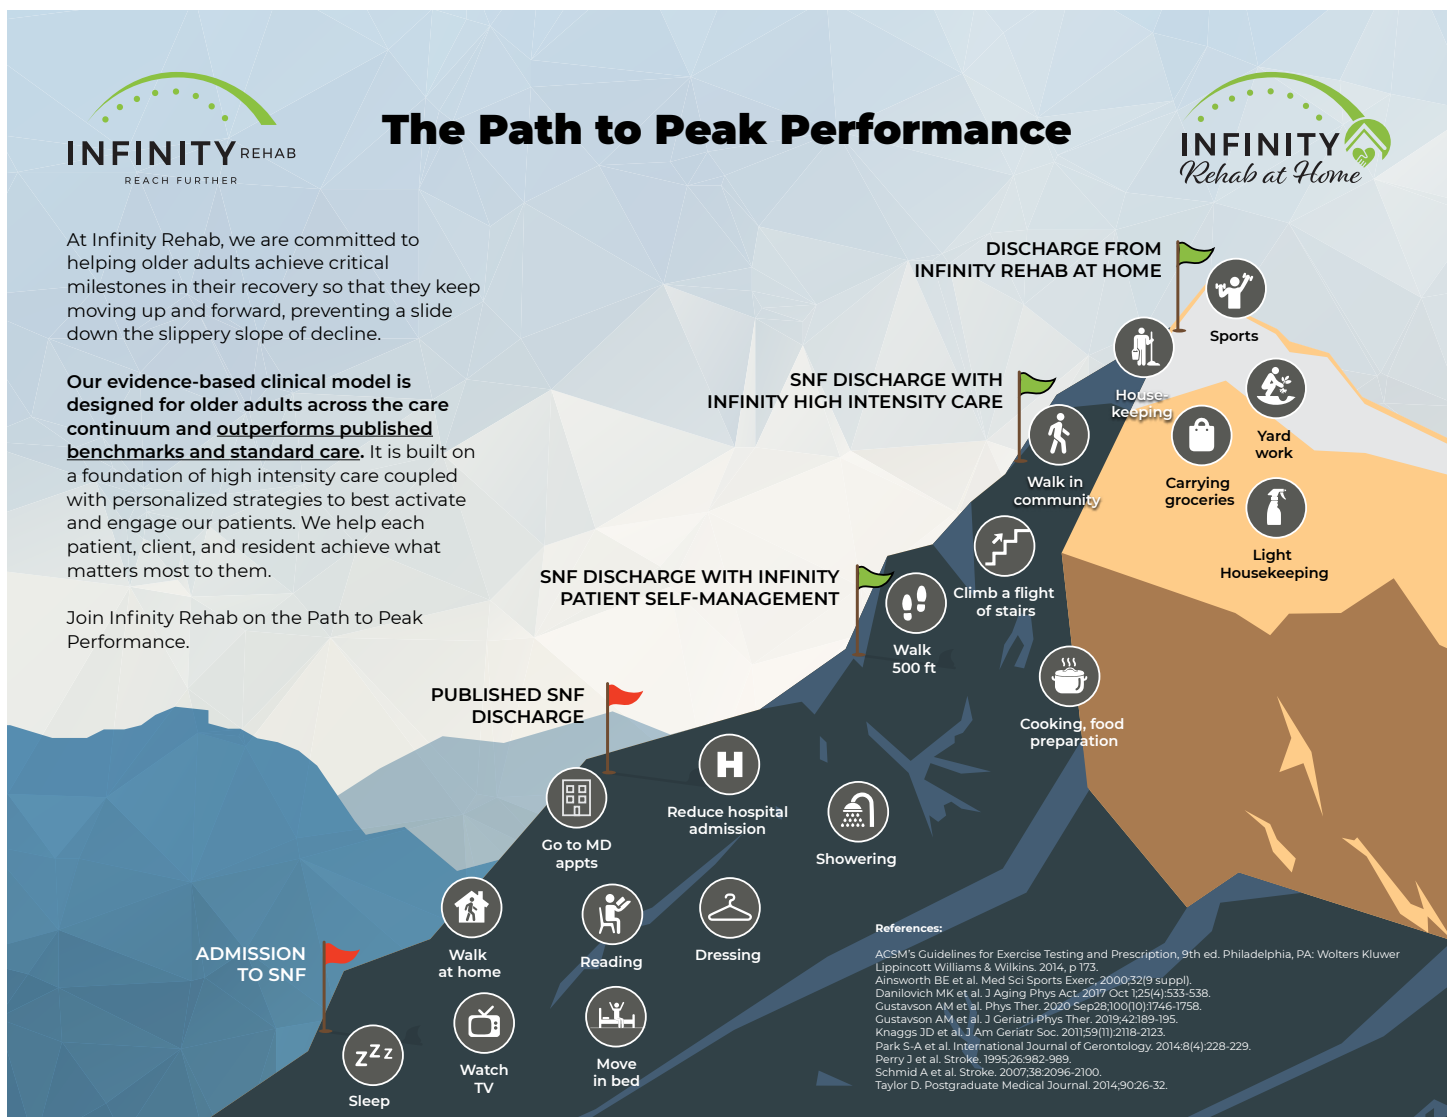 INFINITY REHAB
REACH FURTHER
The Path to Peak Performance
INFINITY
Rehab at Home
At Infinity Rehab, we are committed to
helping older adults achieve critical
milestones in their recovery so that they keep
moving up and forward, preventing a slide
down the slippery slope of decline.
Our evidence-based clinical model is
designed for older adults across the care
continuum and outperforms published
benchmarks and standard care. It is built on
a foundation of high intensity care coupled
with personalized strategies to best activate
and engage our patients. We help each
patient, client, and resident achieve what
matters most to them.
Join Infinity Rehab on the Path to Peak
Performance.
DISCHARGE FROM
INFINITY REHAB AT HOME
Sports
House-
keeping
Yard
work
SNF DISCHARGE WITH
INFINITY HIGH INTENSITY CARE
Walk in
community
Carrying
groceries
Light
Housekeeping
SNF DISCHARGE WITH INFINITY
PATIENT SELF-MANAGEMENT
Climb a flight
of stairs
Walk
500 ft
Cooking, food
preparation
PUBLISHED SNF
DISCHARGE
H
Go to MD
appts
Reduce hospital
admission
Showering
ADMISSION
TO SNF
Walk
at home
Reading
Dressing
zZz
Sleep
Watch
TV
Move
in bed
References:
ACSM's Guidelines for Exercise Testing and Prescription, 9th ed. Philadelphia, PA: Wolters Kluwer
Lippincott Williams & Wilkins. 2014, p 173.
Ainsworth BE et al. Med Sci Sports Exerc, 2000;32(9 suppl).
Danilovich MK et al. J Aging Phys Act. 2017 Oct 1;25(4):533-538.
Gustavson AM et al. Phys Ther. 2020 Sep28;100(10):1746-1758.
Gustavson AM et al. J Geriatri Phys Ther. 2019;42:189-195.
Knaggs JD et al. J Am Geriatr Soc. 2011;59(11):2118-2123.
Park S-A et al. International Journal of Gerontology. 2014:8(4):228-229.
Perry J et al. Stroke. 1995;26:982-989.
Schmid A et al. Stroke. 2007;38:2096-2100.
Taylor D. Postgraduate Medical Journal. 2014;90:26-32.